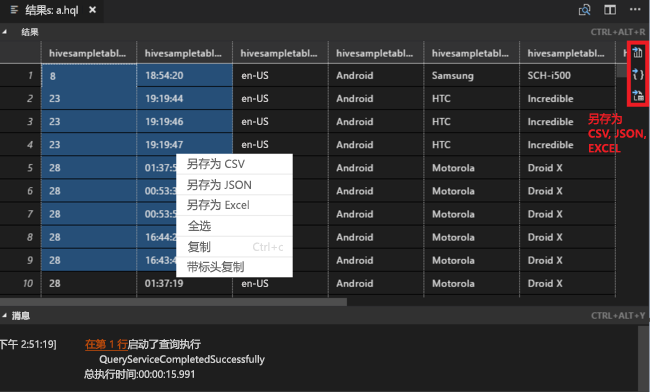 结果s: a.hql
结果 CTRL+ALT+R
hivesampletabl... hivesampletabl... hivesampletabl... hivesampletabl... hivesampletabl... hivesampletabl...
1 8 18:54:20 en-US Android Samsung SCH-i500
2 23 19:19:44 en-US Android HTC Incredible
3 23 19:19:46 en-US Android HTC Incredible
4 23 19:19:47 en-US Android HTC Incredible
5 28 01:37:5 Android Motorola Droid X
6 28 00:53:3 Android Motorola Droid X
7 28 00:53:5 Android Motorola Droid X
8 28 16:44:2 Android Motorola Droid X
9 28 16:43:4 Android Motorola Droid X
10 28 01:37:19 en-US Android Motorola Droid X
另存为 CSV
另存为 JSON
另存为 Excel
全选
复制 Ctrl+c
带标头复制
另存为
CSV, JSON,
EXCEL
消息 CTRL+ALT+Y
下午 2:51:19] 在第 1 行启动了查询执行
QueryServiceCompletedSuccessfully
总执行时间:00:00:15.991